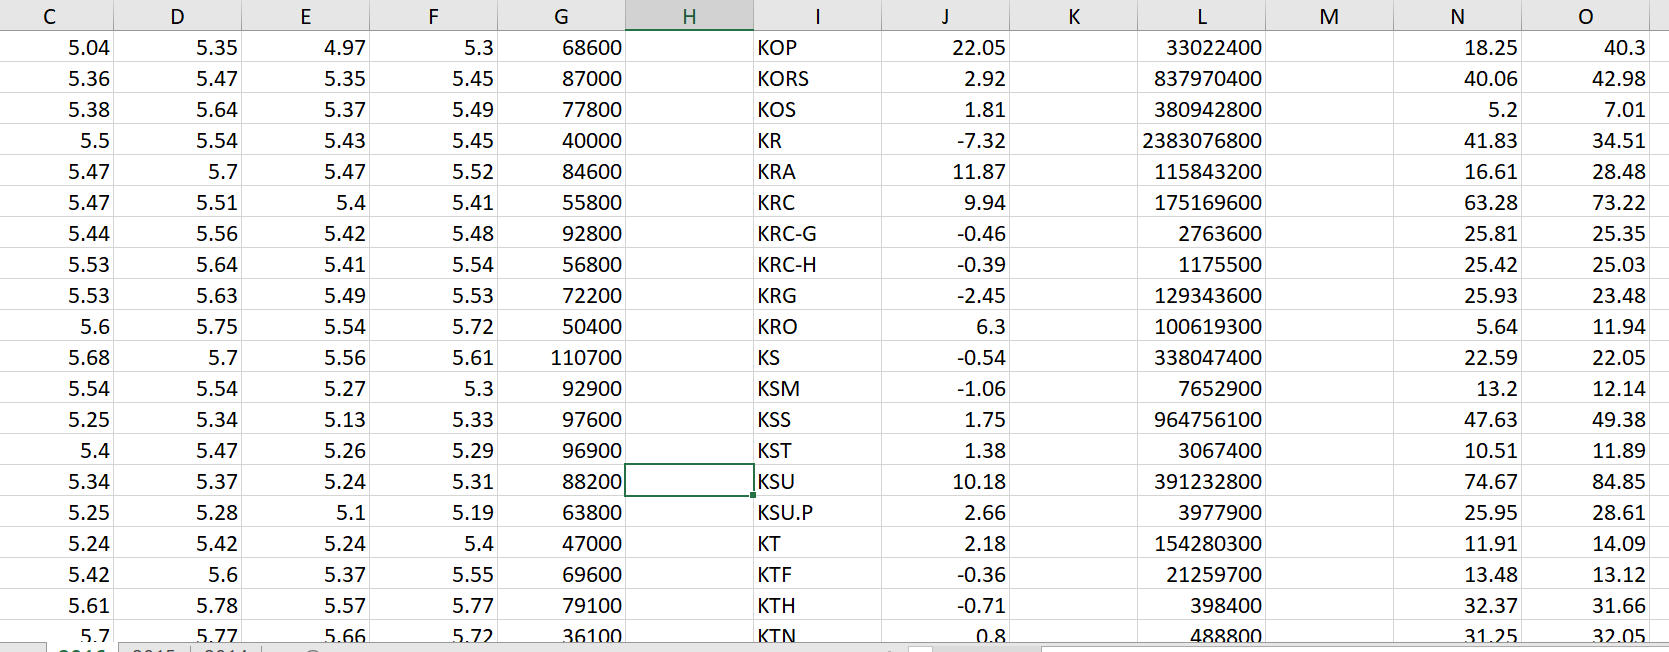 C D E F G H I J K L M N O
5.04 5.35 4.97 5.3 68600 KOP 22.05 33022400 18.25 40.3
5.36 5.47 5.35 5.45 87000 KORS 2.92 837970400 40.06 42.98
5.38 5.64 5.37 5.49 77800 KOS 1.81 380942800 5.2 7.01
5.5 5.54 5.43 5.45 40000 KR -7.32 2383076800 41.83 34.51
5.47 5.7 5.47 5.52 84600 KRA 11.87 115843200 16.61 28.48
5.47 5.51 5.4 5.41 55800 KRC 9.94 175169600 63.28 73.22
5.44 5.56 5.42 5.48 92800 KRC-G -0.46 2763600 25.81 25.35
5.53 5.64 5.41 5.54 56800 KRC-H -0.39 1175500 25.42 25.03
5.53 5.63 5.49 5.53 72200 KRG -2.45 129343600 25.93 23.48
5.6 5.75 5.54 5.72 50400 KRO 6.3 100619300 5.64 11.94
5.68 5.7 5.56 5.61 110700 KS -0.54 338047400 22.59 22.05
5.54 5.54 5.27 5.3 92900 KSM -1.06 7652900 13.2 12.14
5.25 5.34 5.13 5.33 97600 KSS 1.75 964756100 47.63 49.38
5.4 5.47 5.26 5.29 96900 KST 1.38 3067400 10.51 11.89
5.34 5.37 5.24 5.31 88200 KSU 10.18 391232800 74.67 84.85
5.25 5.28 5.1 5.19 63800 KSU.P 2.66 3977900 25.95 28.61
5.24 5.42 5.24 5.4 47000 KT 2.18 154280300 11.91 14.09
5.42 5.6 5.37 5.55 69600 KTF -0.36 21259700 13.48 13.12
5.61 5.78 5.57 5.77 79100 KTH -0.71 398400 32.37 31.66
5.7 5.77 5.66 5.72 36100 KTN 0.8 488800 31.25 32.05